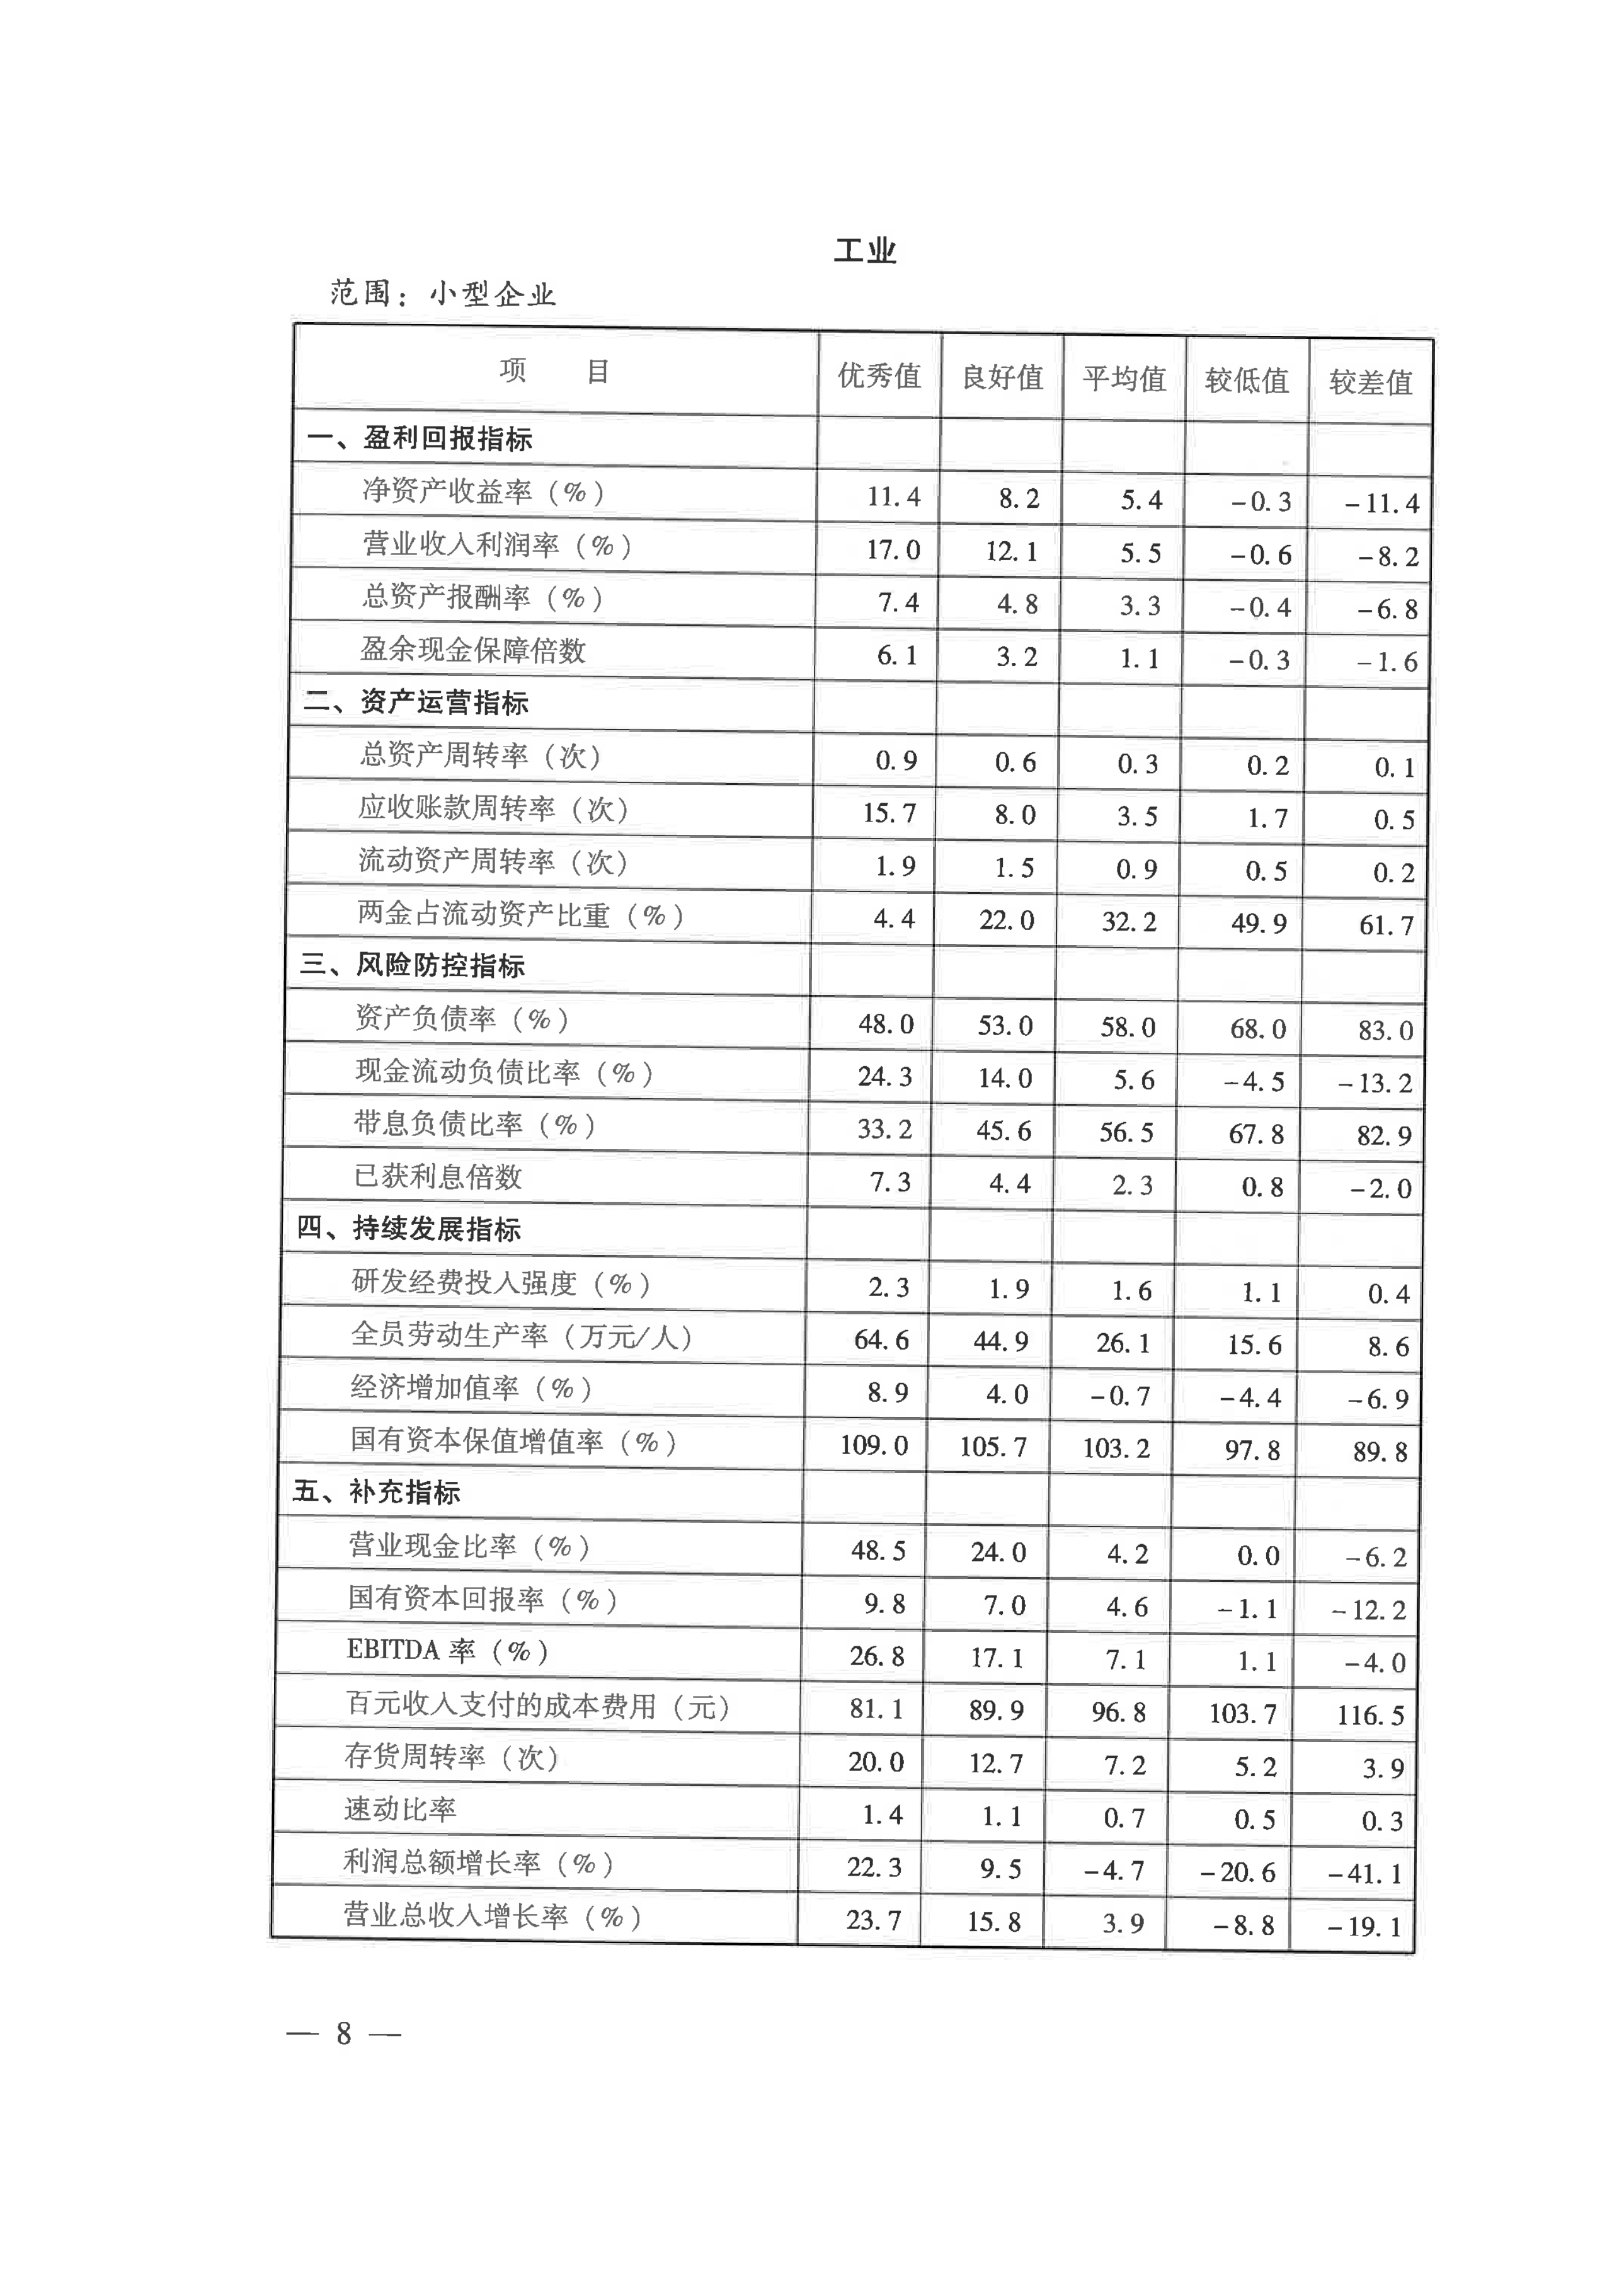 工业
范围：小型企业
项 目 优秀值 良好值 平均值 较低值 较差值
一、盈利回报指标
净资产收益率（%） 11.4 8.2 5.4 -0.3 -11.4
营业收入利润率（%） 17.0 12.1 5.5 -0.6 -8.2
总资产报酬率（%） 7.4 4.8 3.3 -0.4 -6.8
盈余现金保障倍数 6.1 3.2 1.1 -0.3 -1.6
二、资产运营指标
总资产周转率（次） 0.9 0.6 0.3 0.2 0.1
应收账款周转率（次） 15.7 8.0 3.5 1.7 0.5
流动资产周转率（次） 1.9 1.5 0.9 0.5 0.2
两金占流动资产比重（%） 4.4 22.0 32.2 49.9 61.7
三、风险防控指标
资产负债率（%） 48.0 53.0 58.0 68.0 83.0
现金流动负债比率（%） 24.3 14.0 5.6 -4.5 -13.2
带息负债比率（%） 33.2 45.6 56.5 67.8 82.9
已获利息倍数 7.3 4.4 2.3 0.8 -2.0
四、持续发展指标
研发经费投入强度（%） 2.3 1.9 1.6 1.1 0.4
全员劳动生产率（万元/人） 64.6 44.9 26.1 15.6 8.6
经济增加值率（%） 8.9 4.0 -0.7 -4.4 -6.9
国有资本保值增值率（%） 109.0 105.7 103.2 97.8 89.8
五、补充指标
营业现金比率（%） 48.5 24.0 4.2 0.0 -6.2
国有资本回报率（%） 9.8 7.0 4.6 -1.1 -12.2
EBITDA 率（%） 26.8 17.1 7.1 1.1 -4.0
百元收入支付的成本费用（元） 81.1 89.9 96.8 103.7 116.5
存货周转率（次） 20.0 12.7 7.2 5.2 3.9
速动比率 1.4 1.1 0.7 0.5 0.3
利润总额增长率（%） 22.3 9.5 -4.7 -20.6 -41.1
营业总收入增长率（%） 23.7 15.8 3.9 -8.8 -19.1
— 8 —